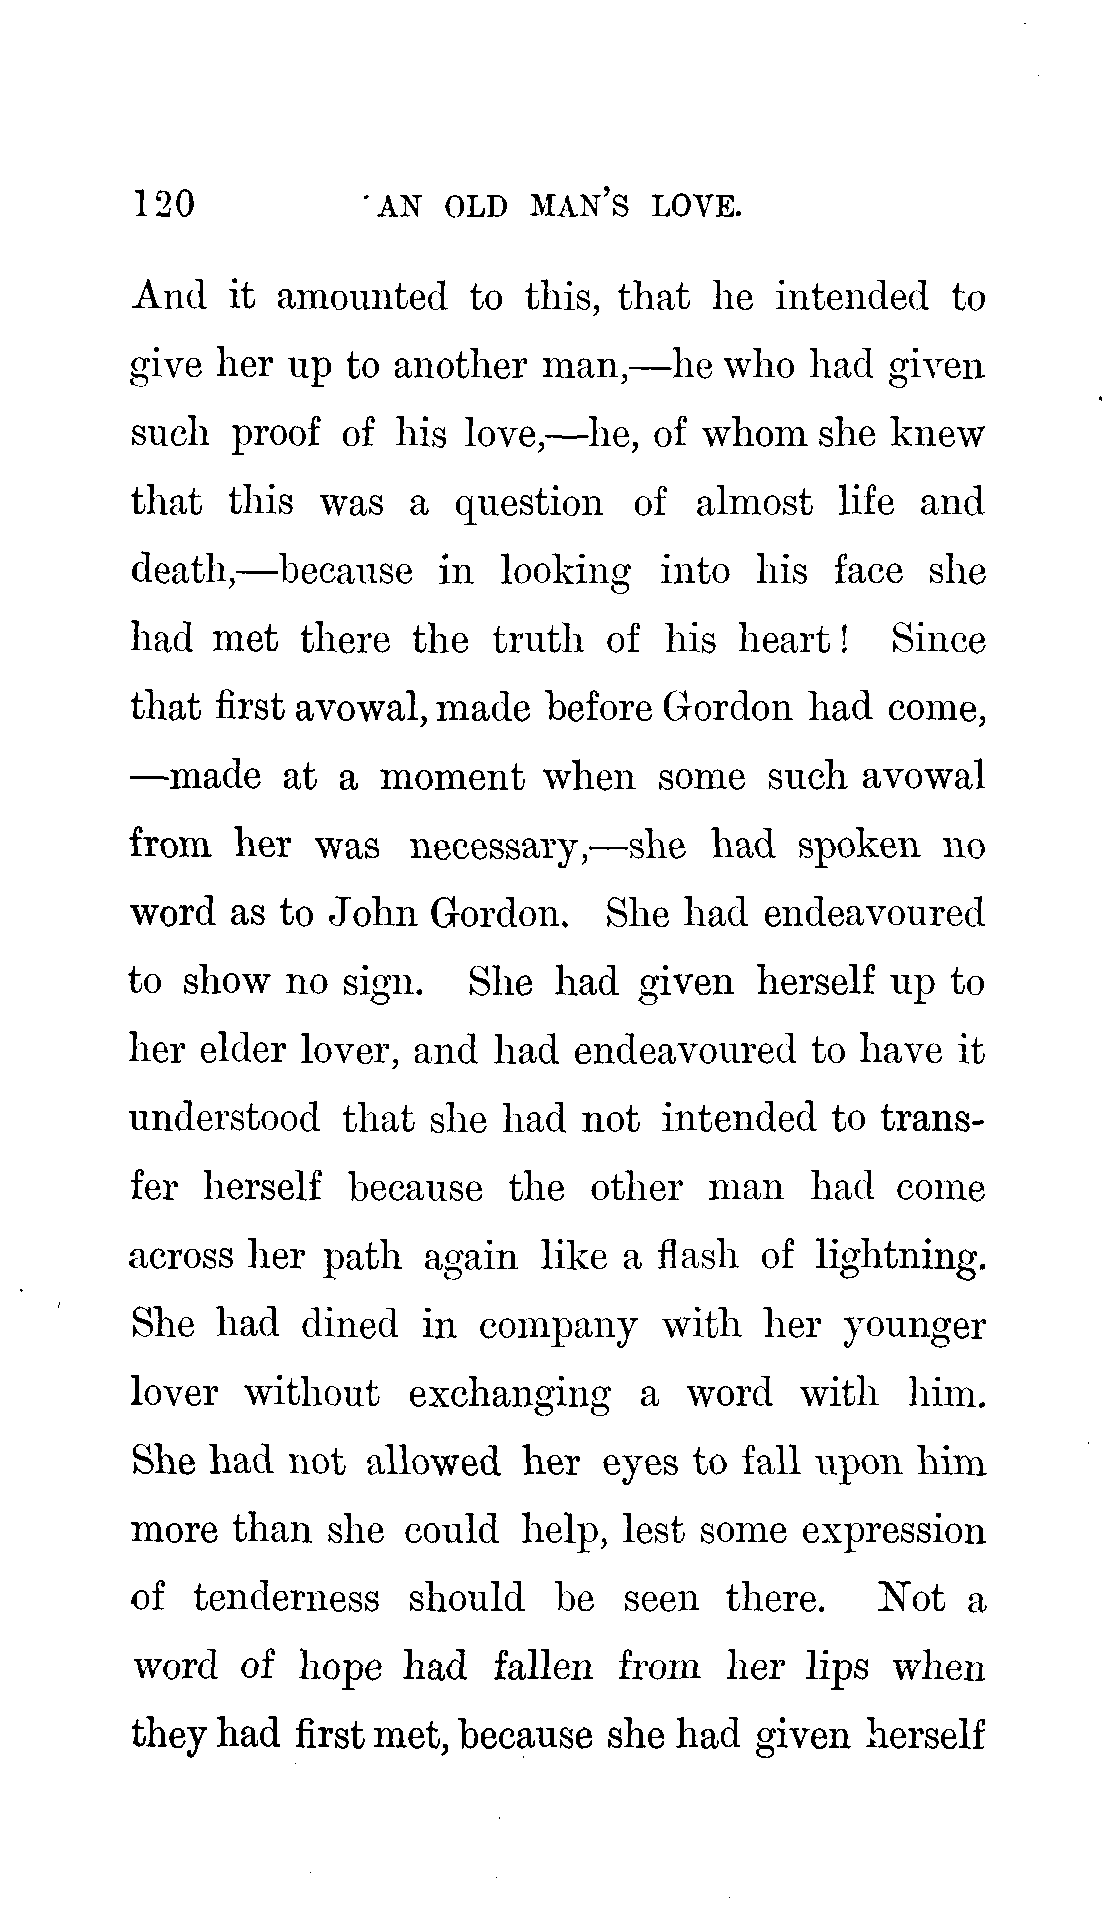 120 AN OLD MAN'S LOVE.
And it amounted to this, that he intended to
give her up to another man,—he who had given
such proof of his love,—he, of whom she knew
that this was a question of almost life and
death,—because in looking into his face she
had met there the truth of his heart! Since
that first avowal, made before Gordon had come,
—made at a moment when some such avowal
from her was necessary,—she had spoken no
word as to John Gordon. She had endeavoured
to show no sign. She had given herself up to
her elder lover, and had endeavoured to have it
understood that she had not intended to trans-
fer herself because the other man had come
across her path again like a flash of lightning.
She had dined in company with her younger
lover without exchanging a word with him.
She had not allowed her eyes to fall upon him
more than she could help, lest some expression
of tenderness should be seen there. Not a
word of hope had fallen from her lips when
they had first met, because she had given herself